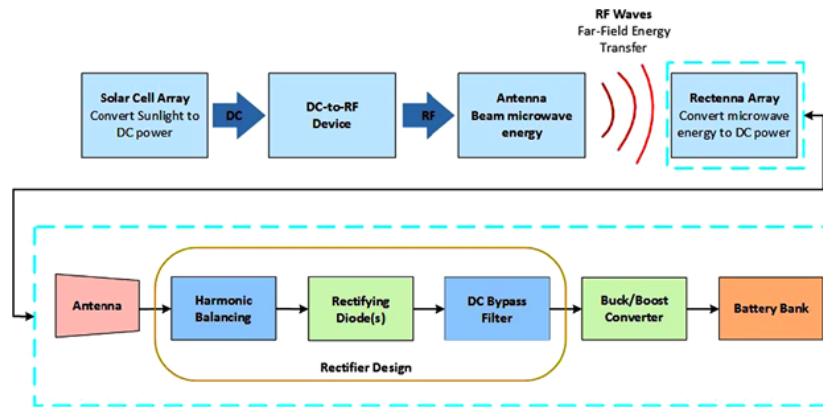 RF Waves
Far-Field Energy
Transfer
Solar Cell Array
Convert Sunlight to
DC power
DC
DC-to-RF
Device
RF
Antenna
Beam microwave
energy
Rectenna Array
Convert microwave
energy to DC power
Antenna
Harmonic
Balancing
Rectifying
Diode(s)
DC Bypass
Filter
Buck/Boost
Converter
Battery Bank
Rectifier Design